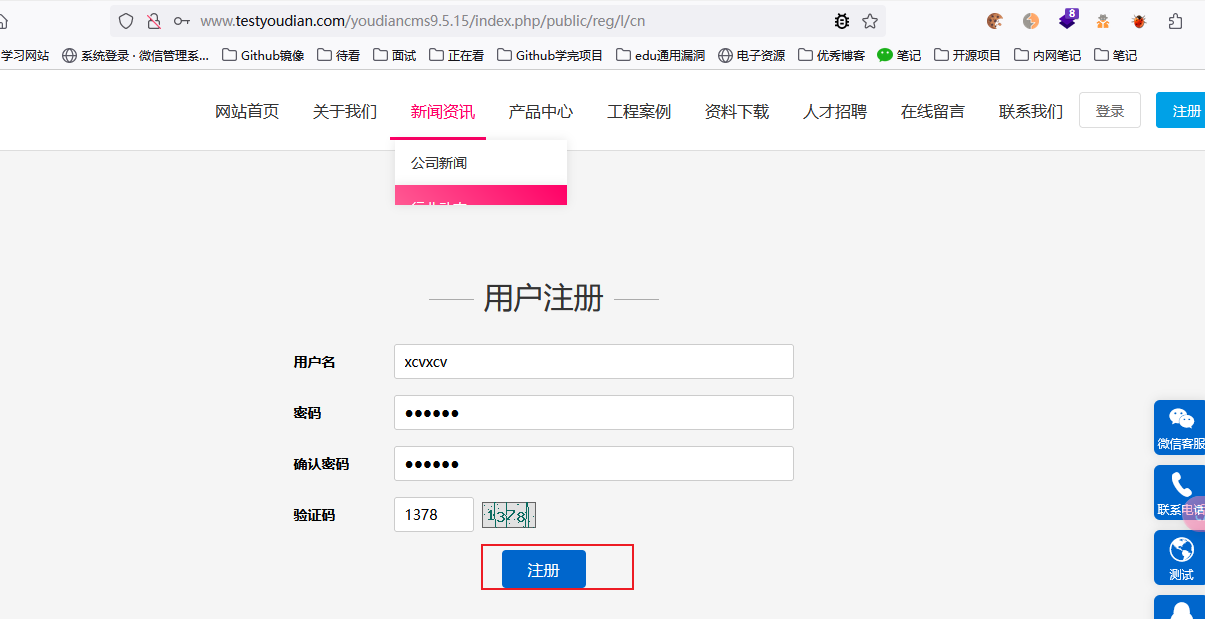 www.testyoudian.com/youdiancms9.5.15/index.php/public/reg/l/cn
8
学习网站 系统登录 · 微信管理系... Github镜像 待看 面试 正在看 Github学完项目 edu通用漏洞 电子资源 优秀博客 笔记 开源项目 内网笔记 笔记
网站首页 关于我们 新闻资讯 产品中心 工程案例 资料下载 人才招聘 在线留言 联系我们 登录 注册
公司新闻
行业动态
用户注册
用户名 xcvxcv
密码 ●●●●●●
确认密码 ●●●●●●
验证码 1378 1378
注册
微信客服
联系电话
测试